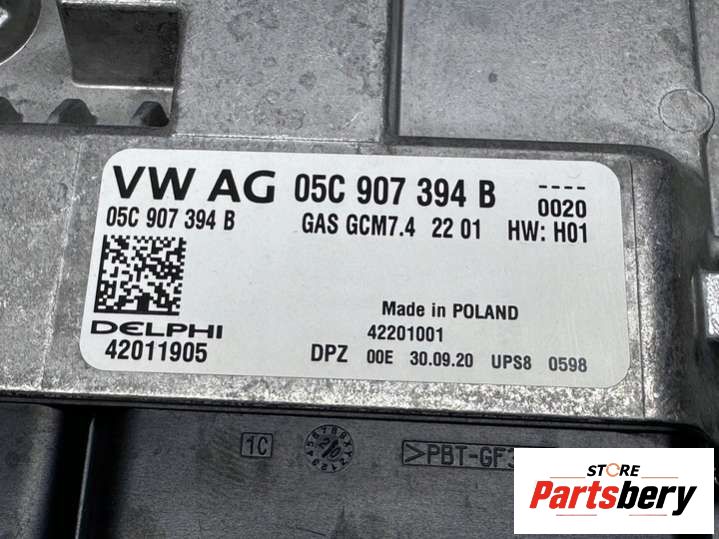 VW AG 05C 907 394 B ----
0020
05C 907 394 B GAS GCM7.4 22 01 HW: H01
Made in POLAND
DELPHI 42201001
42011905 DPZ 00E 30.09.20 UPS8 0598
1C
>PBT-GF3
STORE
Partsbery